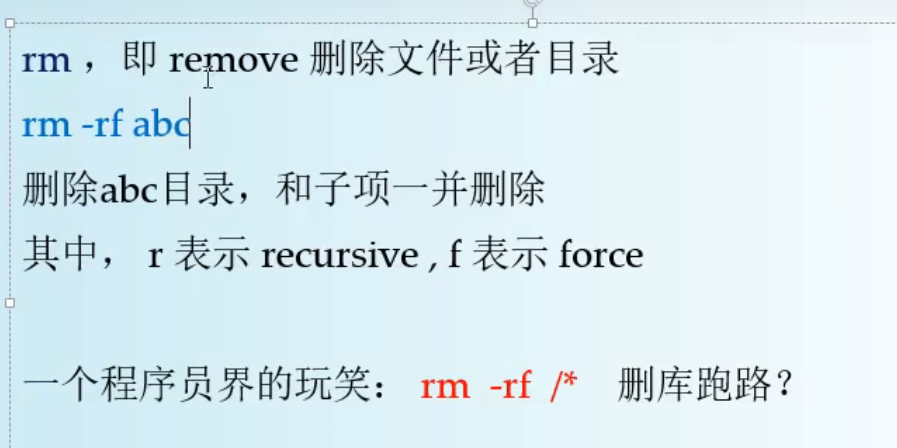 rm ，即 remove 删除文件或者目录
rm -rf abc
删除abc目录，和子项一并删除
其中， r 表示 recursive , f 表示 force
一个程序员界的玩笑： rm -rf /* 删库跑路？